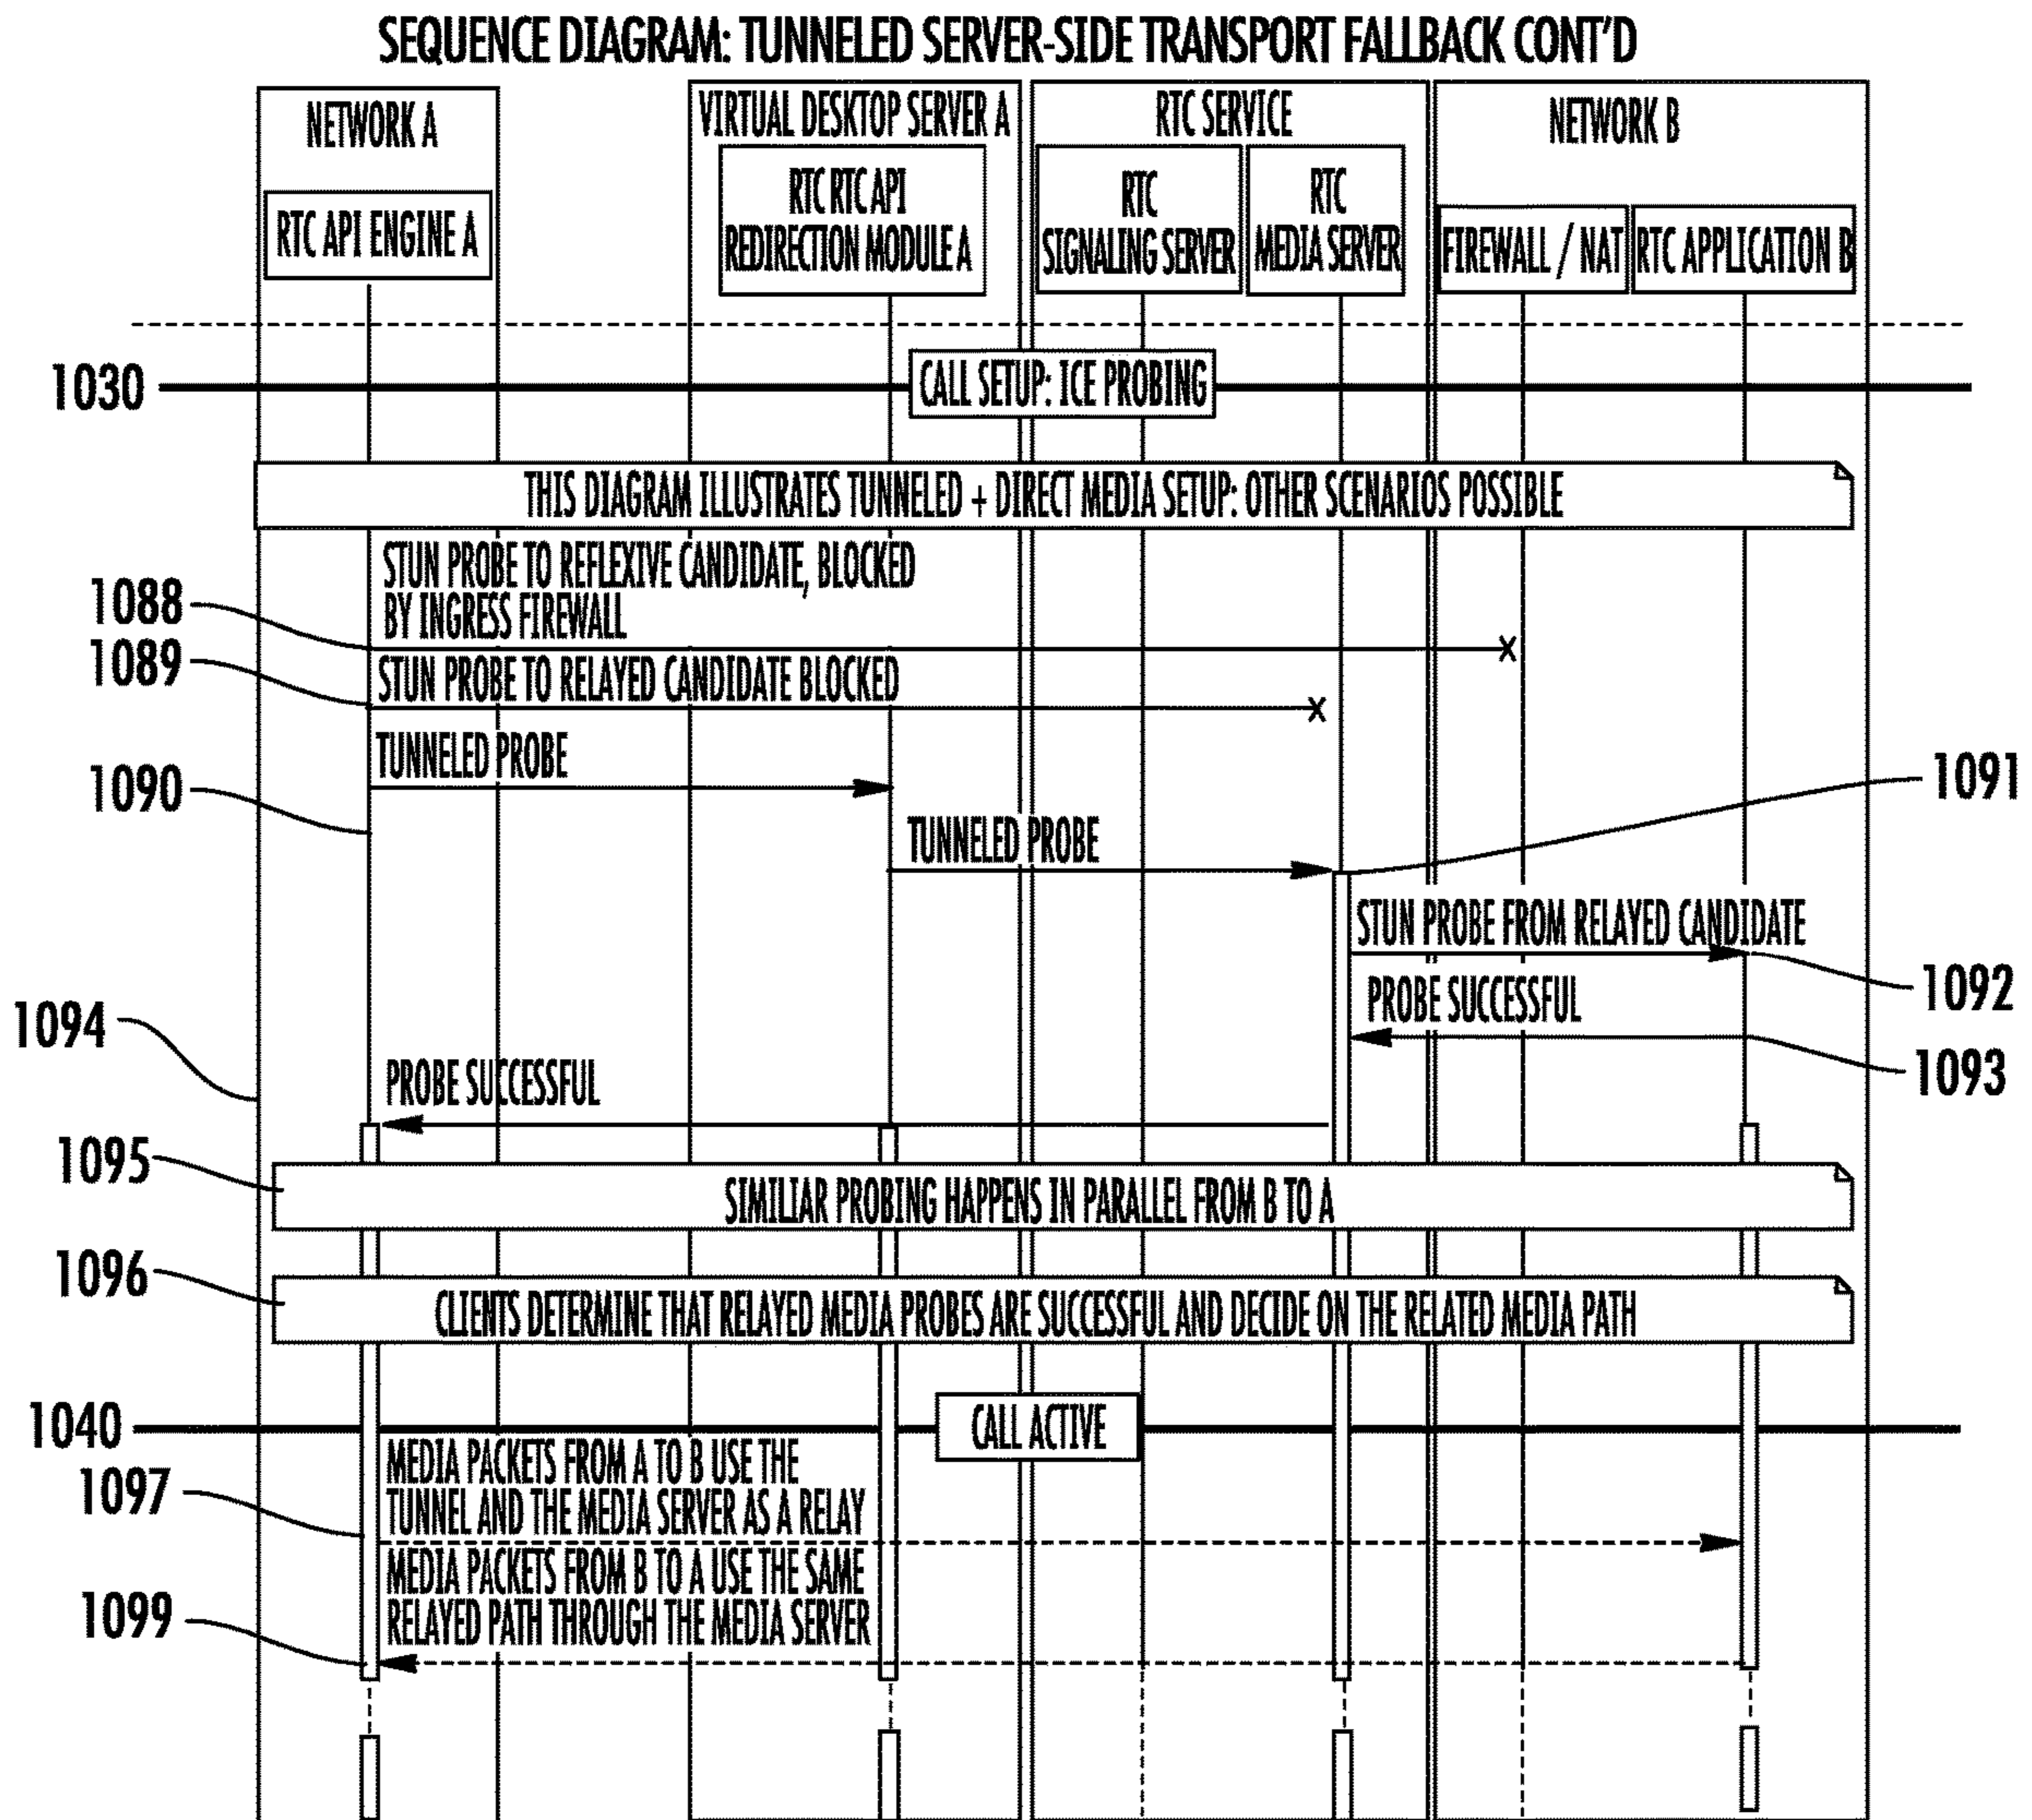 SEQUENCE DIAGRAM: TUNNELED SERVER-SIDE TRANSPORT FALLBACK CONT'D
NETWORK A
RTC API ENGINE A
VIRTUAL DESKTOP SERVER A
RTC RTC API
REDIRECTION MODULE A
RTC SERVICE
RTC
SIGNALING SERVER
RTC
MEDIA SERVER
NETWORK B
FIREWALL / NAT
RTC APPLICATION B
1030
CALL SETUP: ICE PROBING
THIS DIAGRAM ILLUSTRATES TUNNELED + DIRECT MEDIA SETUP: OTHER SCENARIOS POSSIBLE
1088
STUN PROBE TO REFLEXIVE CANDIDATE, BLOCKED
BY INGRESS FIREWALL
X
1089
STUN PROBE TO RELAYED CANDIDATE BLOCKED
X
1090
TUNNELED PROBE
1091
TUNNELED PROBE
STUN PROBE FROM RELAYED CANDIDATE
1092
PROBE SUCCESSFUL
1093
1094
PROBE SUCCESSFUL
1095
SIMILIAR PROBING HAPPENS IN PARALLEL FROM B TO A
1096
CLIENTS DETERMINE THAT RELAYED MEDIA PROBES ARE SUCCESSFUL AND DECIDE ON THE RELATED MEDIA PATH
1040
CALL ACTIVE
1097
MEDIA PACKETS FROM A TO B USE THE
TUNNEL AND THE MEDIA SERVER AS A RELAY
1099
MEDIA PACKETS FROM B TO A USE THE SAME
RELAYED PATH THROUGH THE MEDIA SERVER